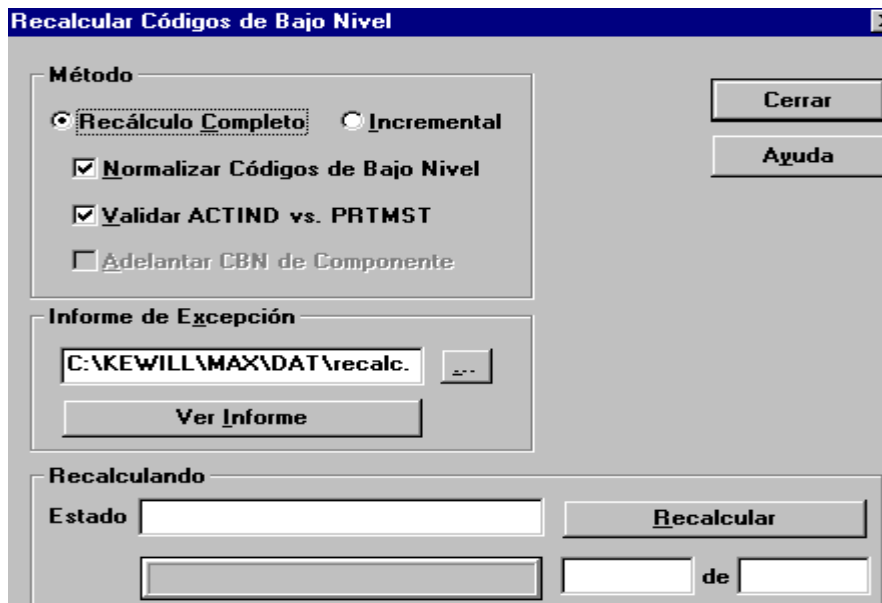 Recalcular Códigos de Bajo Nivel
Método
Recálculo Completo Incremental
Normalizar Códigos de Bajo Nivel
Validar ACTIND vs. PRTMST
Adelantar CBN de Componente
Cerrar
Ayuda
Informe de Excepción
C:\KEWILL\MAX\DAT\recalc. ...
Ver Informe
Recalculando
Estado Recalcular
de